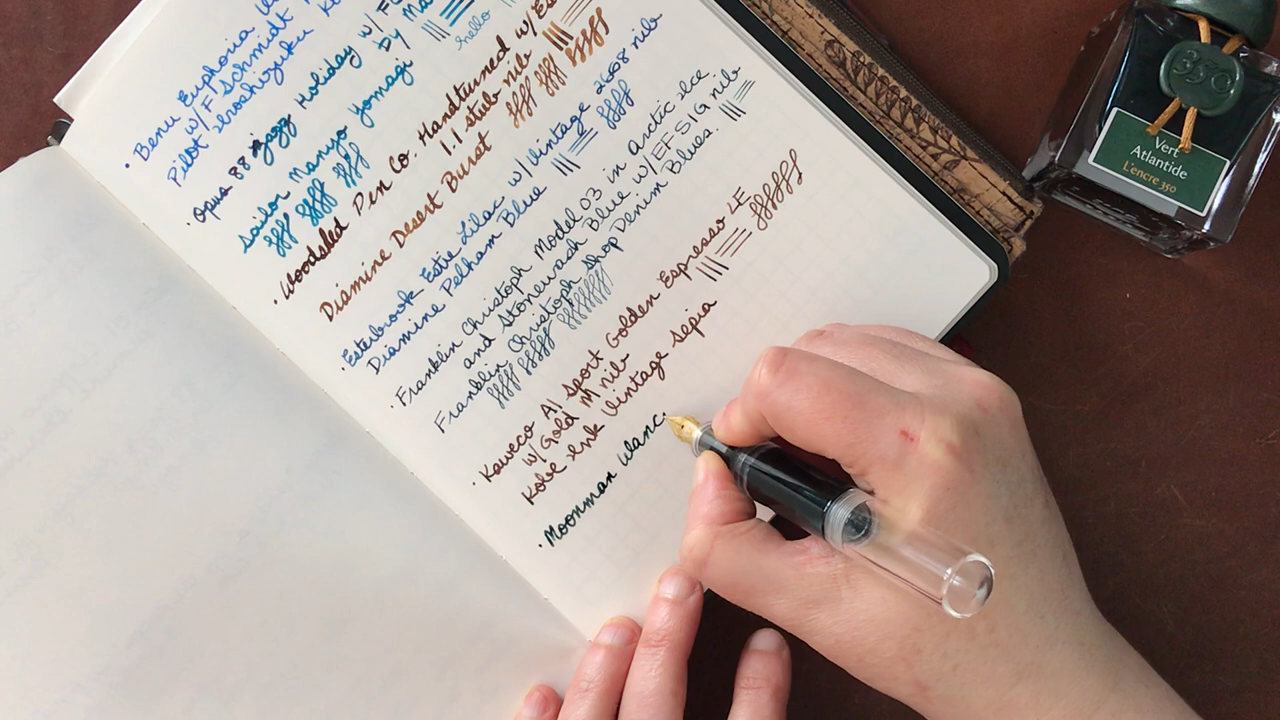 · Benu Euphoria
w/ F Schmidt
Pilot Iroshizuku
· Opus 88 Jazz Holiday w/
by
Sailor Manyo Yomogi
hello
· Woodshed Pen Co. Handturned w/
1.1 stub nib
Diamine Desert Burst
· Esterbrook Estie Lilac w/ Vintage 2668 nib
Diamine Pelham Blue
· Franklin Christoph Model 03 in Arctic Ice
and Stonewash Blue w/ EF SIG nib
Franklin Christoph Shop Denim Blues.
· Kaweco Al Sport Golden Espresso LE
w/ Gold M nib
Kobe ink Vintage Sepia
· Moonman Wanc
350
Vert
Atlantide
L'encre 350